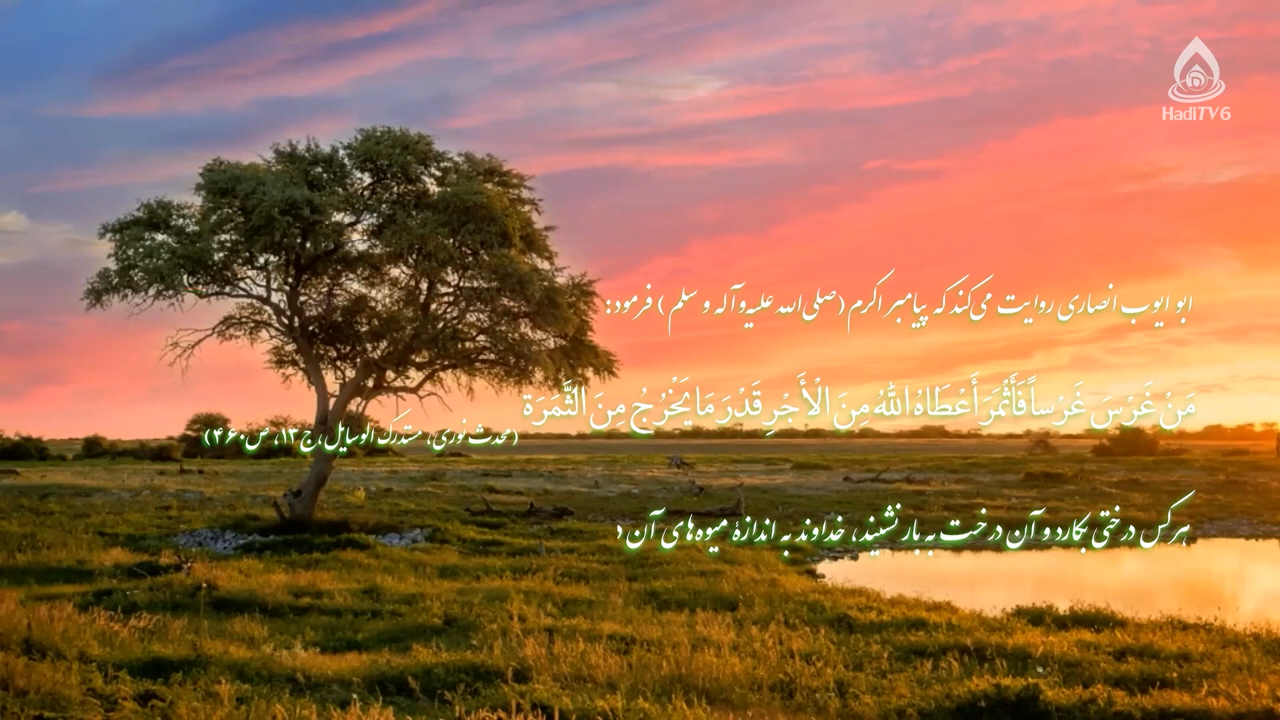 HadiTV6
ابو ایوب انصاری روایت می‌کند که پیامبر اکرم (صلی‌الله علیه‌و آله و سلم) فرمود:
مَنْ غَرَسَ غَرْساً فَأَثْمَرَ أَعْطَاهُ اللهُ مِنَ الْأَجْرِ قَدْرَ مَا يَخْرُجُ مِنَ الثَّمَرَة
(محدث نوری، مستدرک الوسایل، ج ۱۳، ص ۴۶۰)
هرکس درختی بکارد و آن درخت به بار نشیند، خداوند به اندازهٔ میوه‌های آن